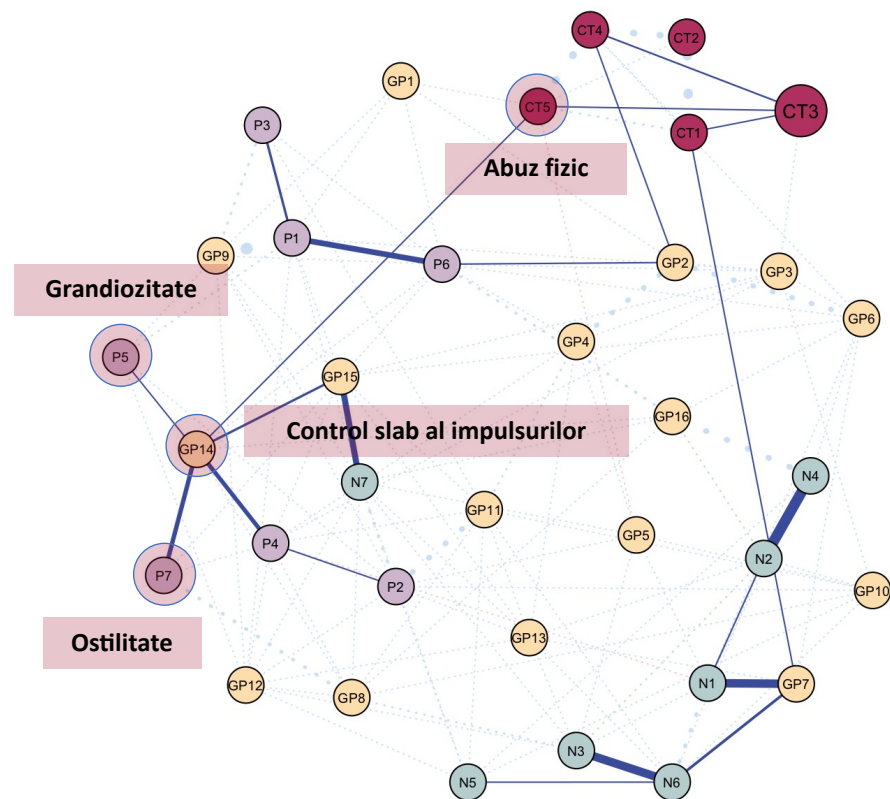 CT4
CT2
GP1
CT5
CT3
P3
CT1
Abuz fizic
P1
GP9
P6
GP2
GP3
Grandiozitate
GP6
GP4
P5
GP15
GP16
Control slab al impulsurilor
GP14
N7
N4
GP11
GP5
P4
N2
P7
P2
GP10
Ostilitate
GP13
GP12
GP8
N1
GP7
N3
N5
N6